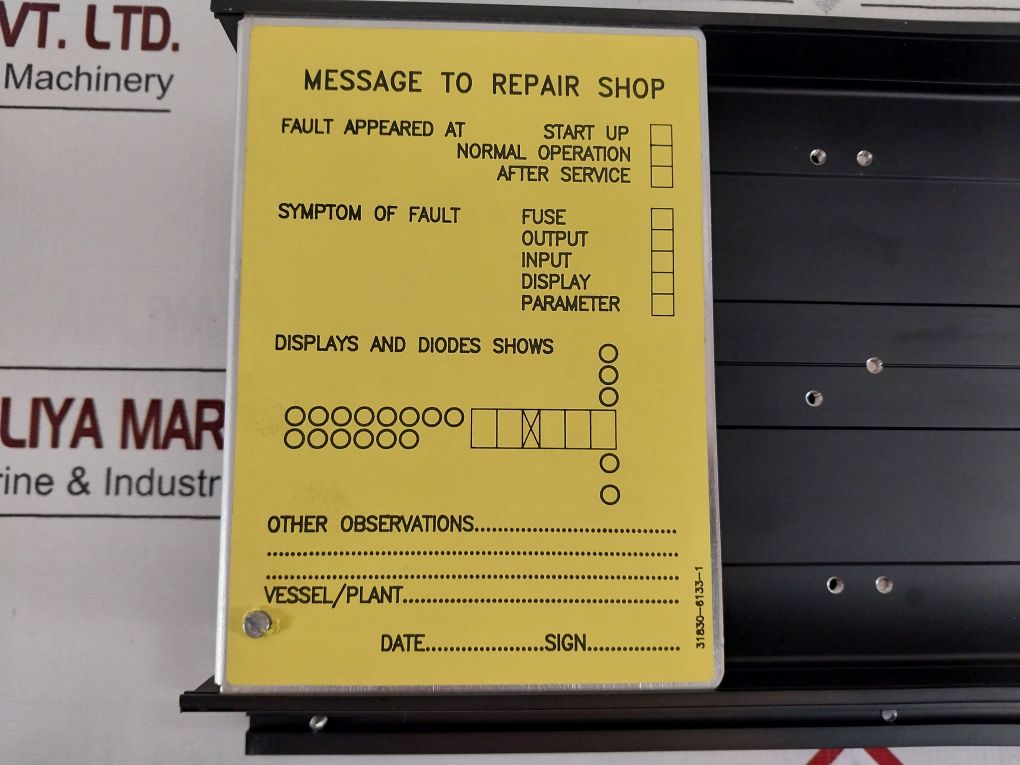 VT. LTD.
Machinery
LIYA MAR
rine & Industr
MESSAGE TO REPAIR SHOP
FAULT APPEARED AT START UP
NORMAL OPERATION
AFTER SERVICE
SYMPTOM OF FAULT FUSE
OUTPUT
INPUT
DISPLAY
PARAMETER
DISPLAYS AND DIODES SHOWS
OTHER OBSERVATIONS
VESSEL/PLANT
DATE SIGN
31830-6133-1